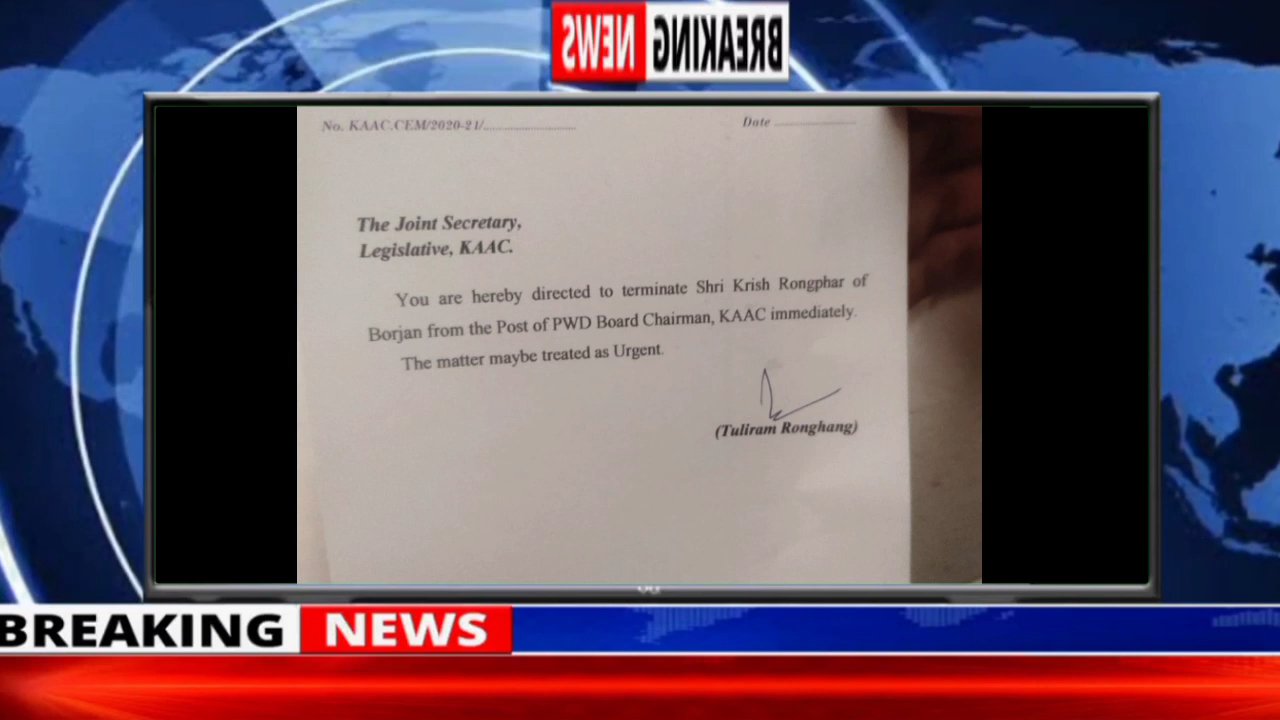 BREAKING NEWS
No. KAAC.CEM/2020-21/............................
Date ........................
The Joint Secretary,
Legislative, KAAC.
You are hereby directed to terminate Shri Krish Rongphar of
Borjan from the Post of PWD Board Chairman, KAAC immediately.
The matter maybe treated as Urgent.
(Tuliram Ronghang)
BREAKING NEWS